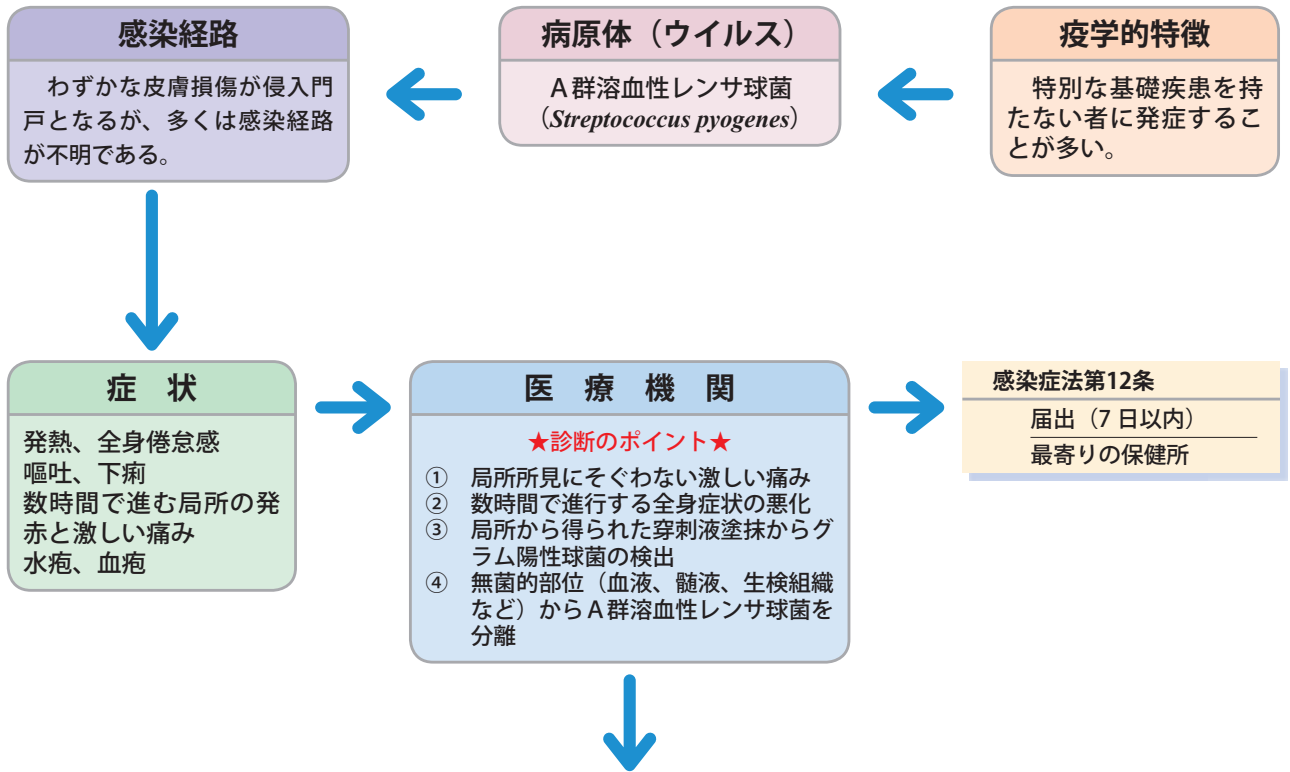 感染経路
わずかな皮膚損傷が侵入門
戸となるが、多くは感染経路
が不明である。
病原体（ウイルス）
A群溶血性レンサ球菌
（Streptococcus pyogenes）
疫学的特徴
特別な基礎疾患を持
たない者に発症するこ
とが多い。
症　状
発熱、全身倦怠感
嘔吐、下痢
数時間で進む局所の発
赤と激しい痛み
水疱、血疱
医　療　機　関
★診断のポイント★
①　局所所見にそぐわない激しい痛み
②　数時間で進行する全身症状の悪化
③　局所から得られた穿刺液塗抹からグ
ラム陽性球菌の検出
④　無菌的部位（血液、髄液、生検組織
など）からA群溶血性レンサ球菌を
分離
感染症法第12条
届出（7 日以内）
最寄りの保健所